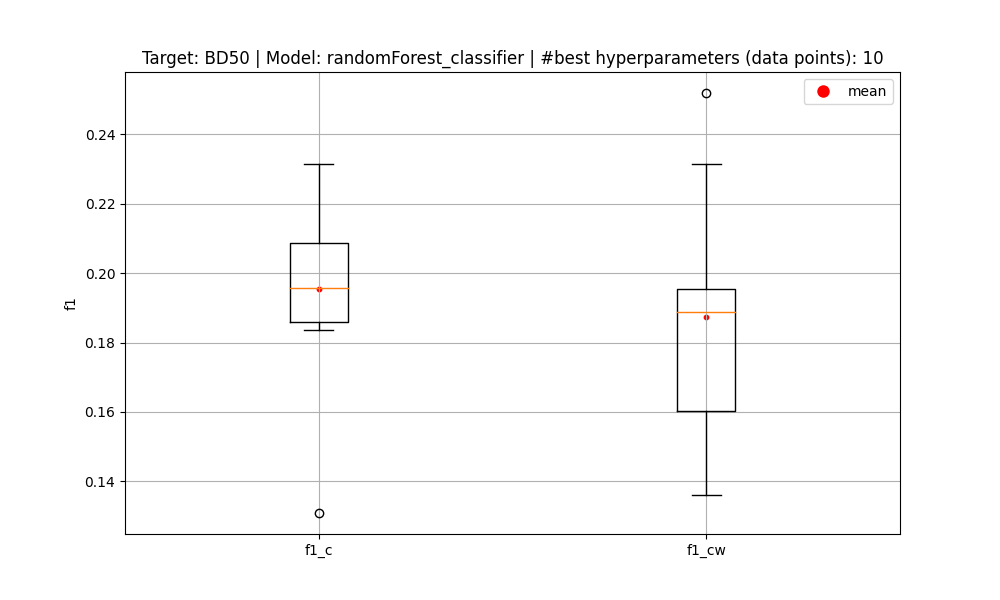 Target: BD50 | Model: randomForest_classifier | #best hyperparameters (data points): 10
mean
0.24
0.22
0.20
0.18
0.16
0.14
f1
f1_c
f1_cw